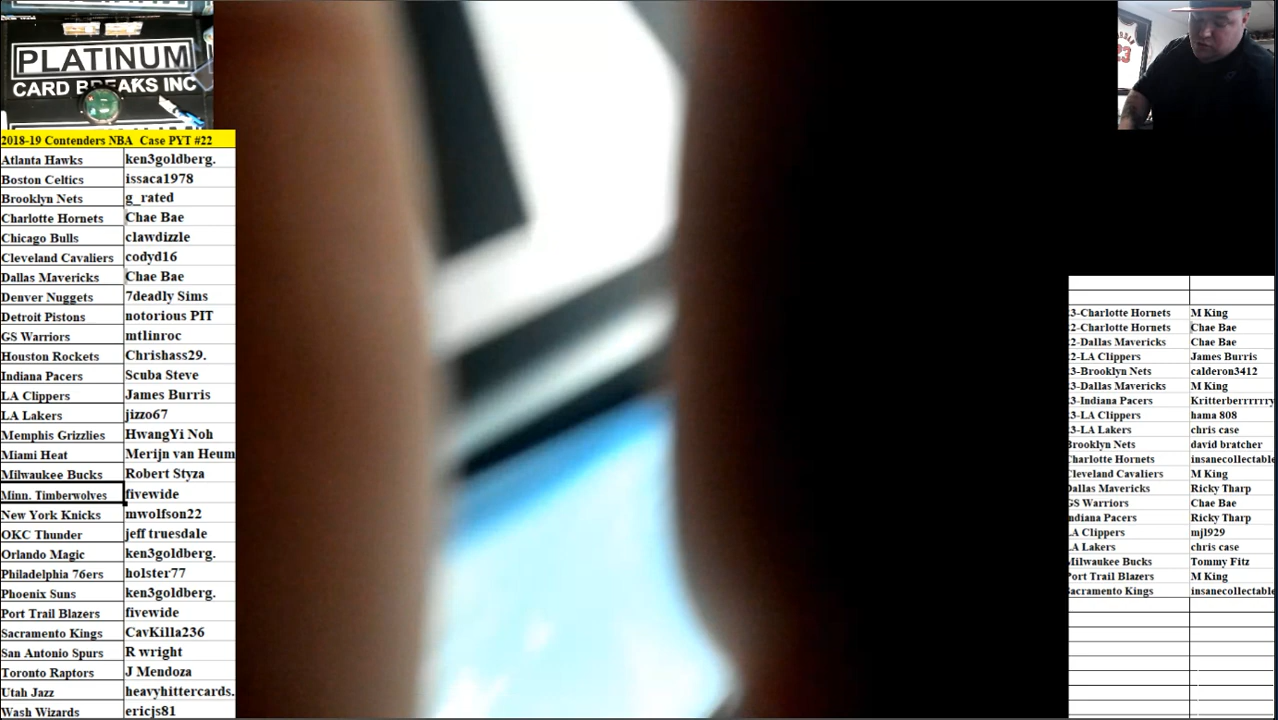 PLATINUM
CARD BREAKS INC
2018-19 Contenders NBA Case PYT #22
Atlanta Hawks ken3goldberg.
Boston Celtics issaca1978
Brooklyn Nets g_rated
Charlotte Hornets Chae Bae
Chicago Bulls clawdizzle
Cleveland Cavaliers codyd16
Dallas Mavericks Chae Bae
Denver Nuggets 7deadly Sims
Detroit Pistons notorious PIT
GS Warriors mtlinroc
Houston Rockets Chrishass29.
Indiana Pacers Scuba Steve
LA Clippers James Burris
LA Lakers jizzo67
Memphis Grizzlies HwangYi Noh
Miami Heat Merijn van Heum
Milwaukee Bucks Robert Styza
Minn. Timberwolves fivewide
New York Knicks mwolfson22
OKC Thunder jeff truesdale
Orlando Magic ken3goldberg.
Philadelphia 76ers holster77
Phoenix Suns ken3goldberg.
Port Trail Blazers fivewide
Sacramento Kings CavKilla236
San Antonio Spurs R wright
Toronto Raptors J Mendoza
Utah Jazz heavyhittercards.
Wash Wizards ericjs81
23
3-Charlotte Hornets M King
2-Charlotte Hornets Chae Bae
2-Dallas Mavericks Chae Bae
2-LA Clippers James Burris
3-Brooklyn Nets calderon3412
3-Dallas Mavericks M King
3-Indiana Pacers Kritterberrrrrry
3-LA Clippers hama 808
3-LA Lakers chris case
Brooklyn Nets david bratcher
Charlotte Hornets insanecollectable
Cleveland Cavaliers M King
Dallas Mavericks Ricky Tharp
GS Warriors Chae Bae
ndiana Pacers Ricky Tharp
LA Clippers mjl929
LA Lakers chris case
Milwaukee Bucks Tommy Fitz
Port Trail Blazers M King
Sacramento Kings insanecollectable